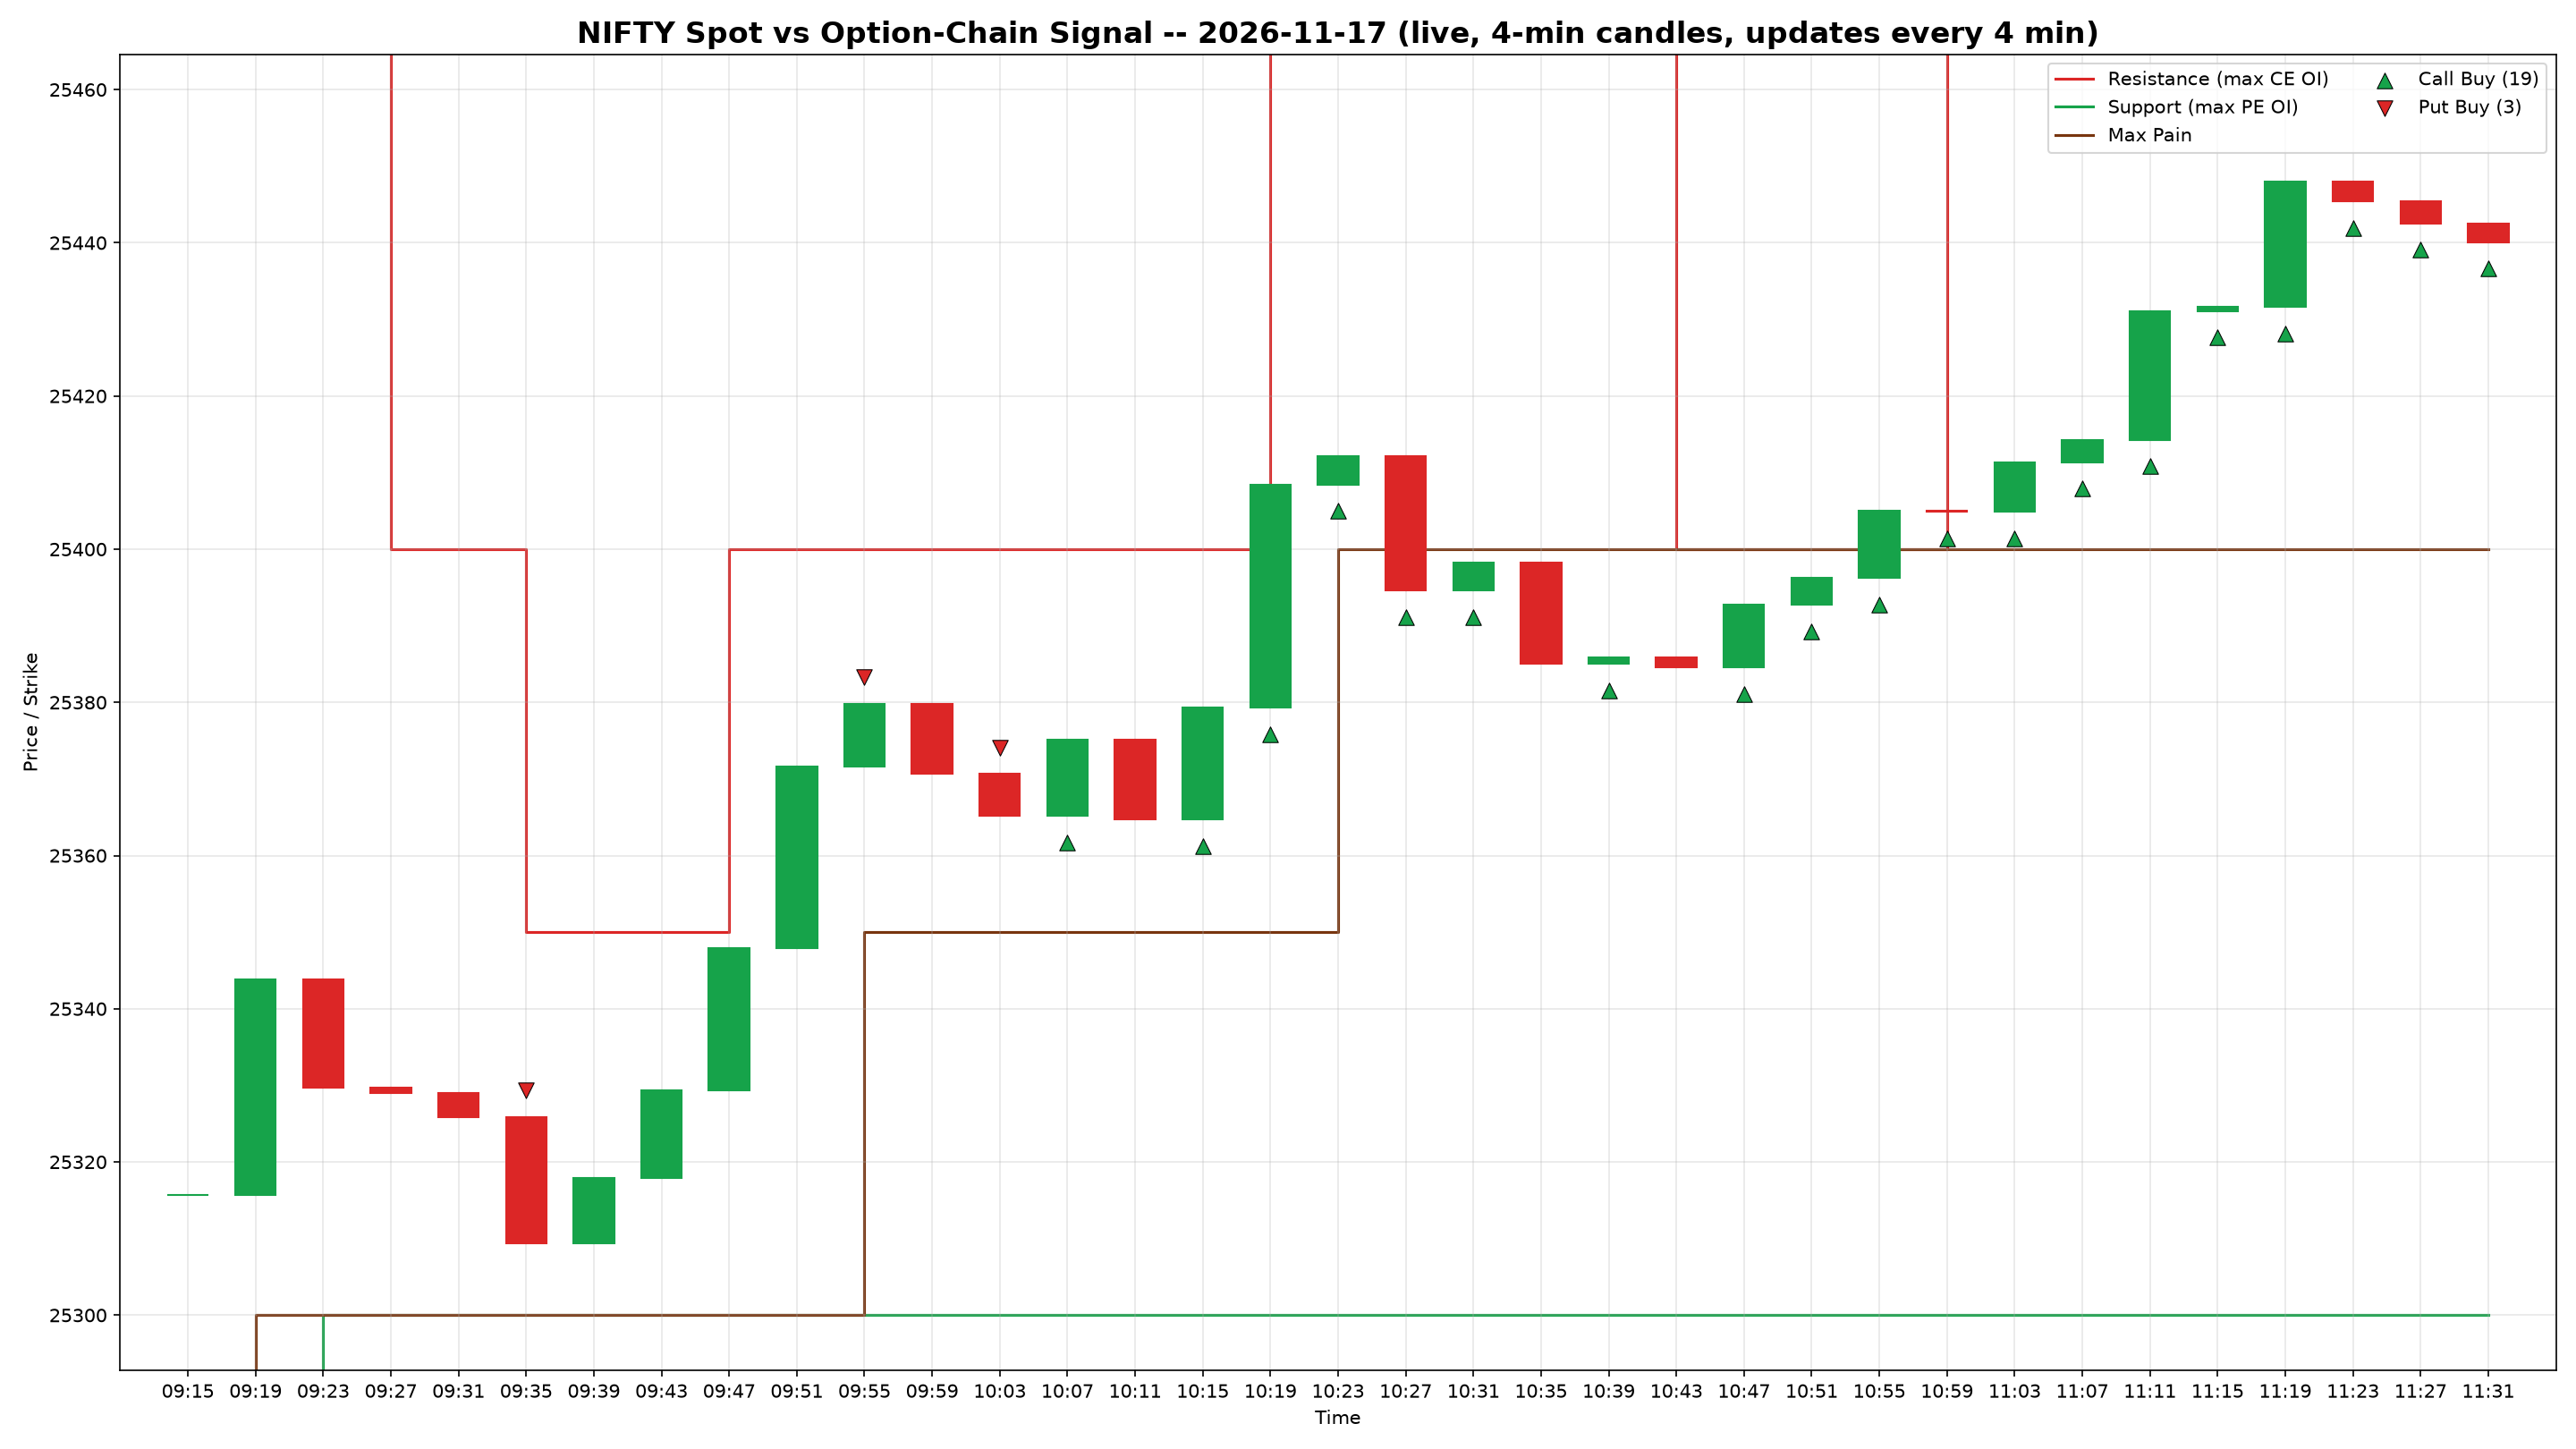 NIFTY Spot vs Option-Chain Signal -- 2026-11-17 (live, 4-min candles, updates every 4 min)
Resistance (max CE OI)
Support (max PE OI)
Max Pain
Call Buy (19)
Put Buy (3)
Price / Strike
25460
25440
25420
25400
25380
25360
25340
25320
25300
09:15 09:19 09:23 09:27 09:31 09:35 09:39 09:43 09:47 09:51 09:55 09:59 10:03 10:07 10:11 10:15 10:19 10:23 10:27 10:31 10:35 10:39 10:43 10:47 10:51 10:55 10:59 11:03 11:07 11:11 11:15 11:19 11:23 11:27 11:31
Time